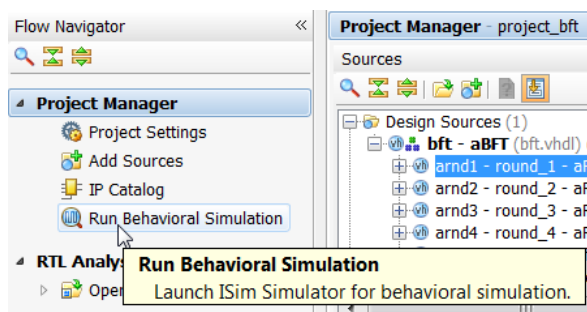 Flow Navigator
Project Manager - project_bft
Sources
Project Manager
Project Settings
Add Sources
IP Catalog
Run Behavioral Simulation
Design Sources (1)
bft - aBFT (bft.vhdl)
arnd1 - round_1 -
arnd2 - round_2 -
arnd3 - round_3 -
arnd4 - round_4 -
RTL
Run Behavioral Simulation
Launch ISim Simulator for behavioral simulation.